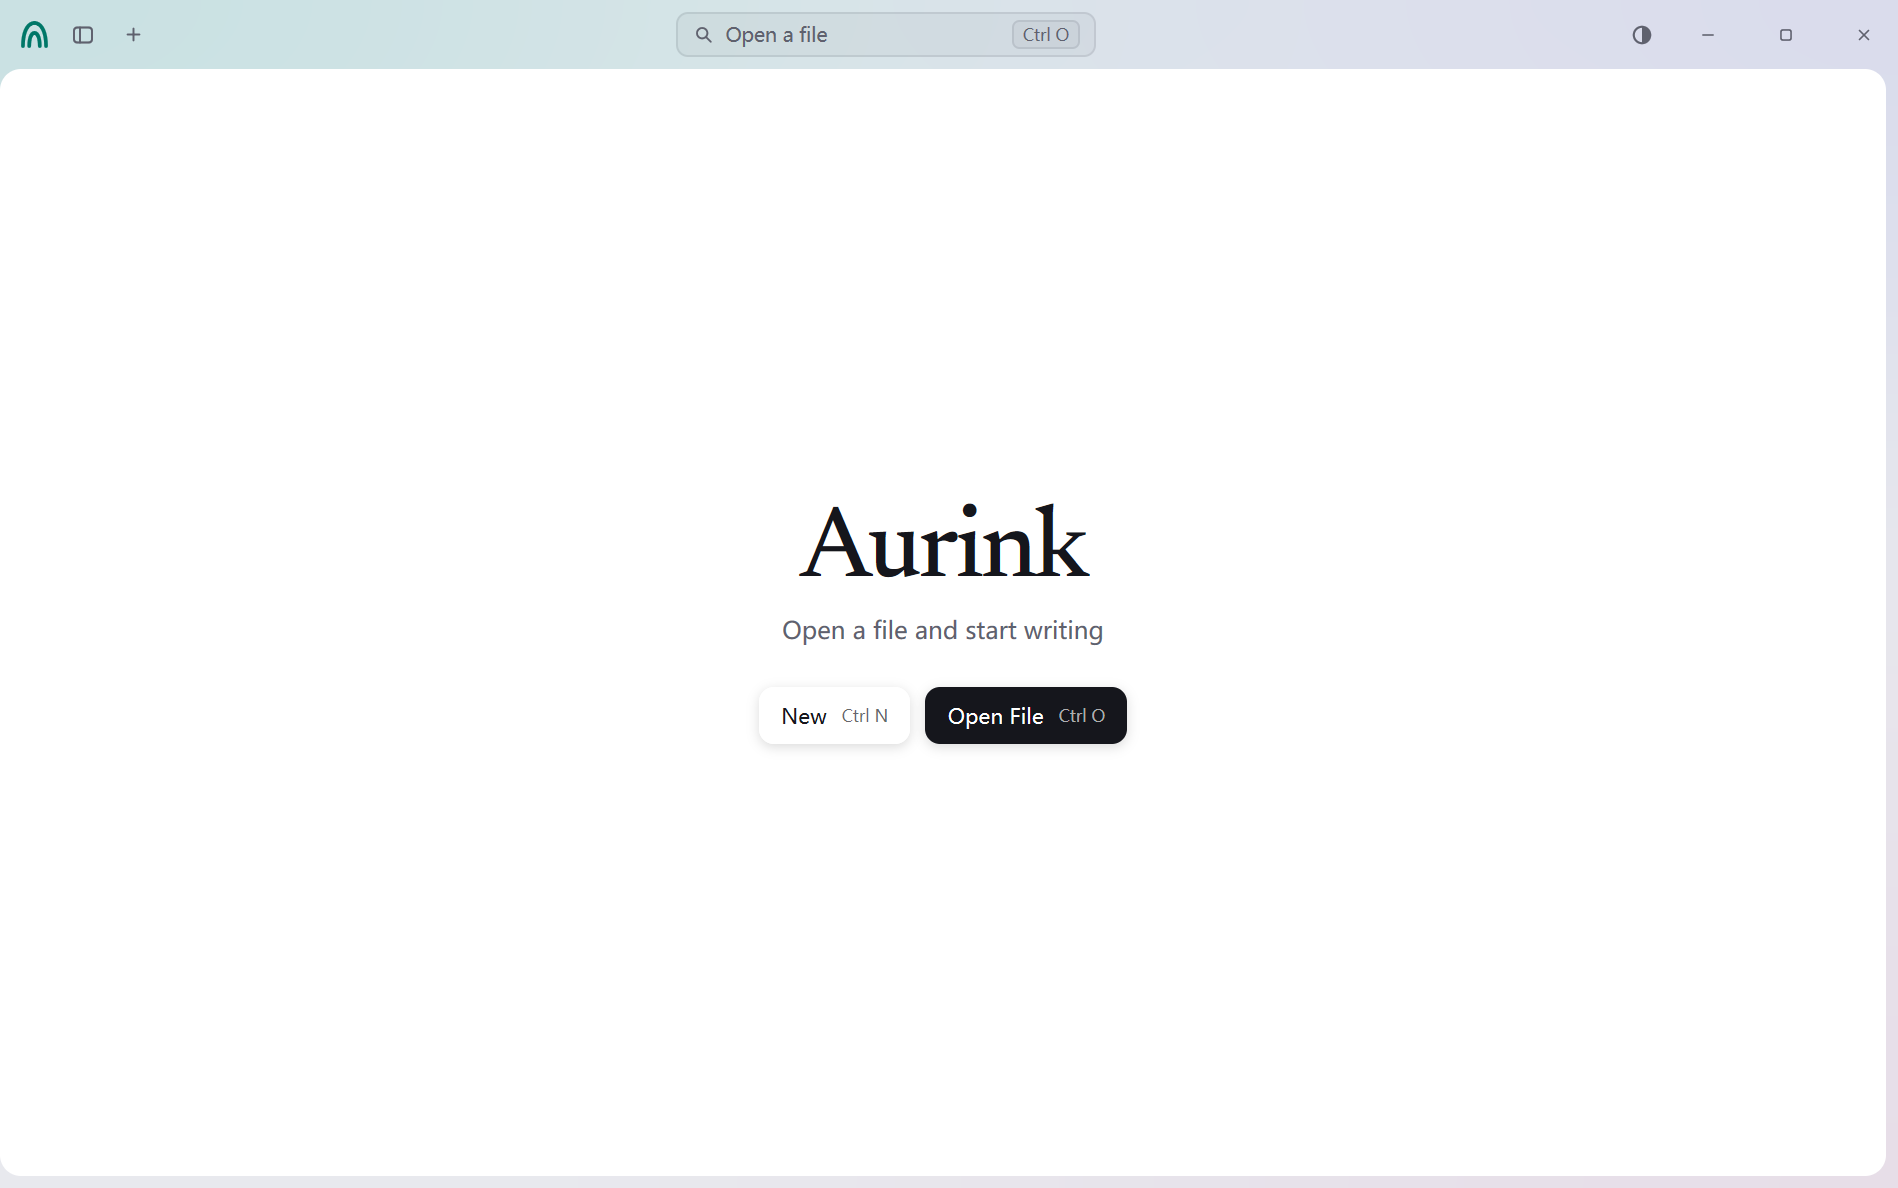 Open a file Ctrl O
Aurink
Open a file and start writing
New Ctrl N Open File Ctrl O